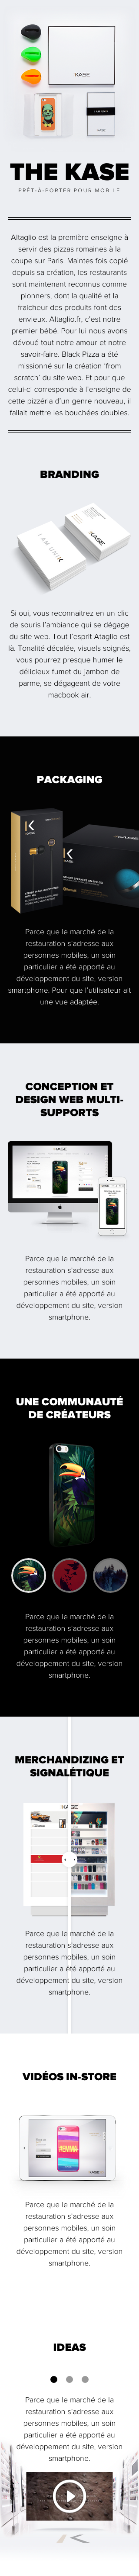 KASE
I AM UNIK
THE KASE
PRÊT-À-PORTER POUR MOBILE
Altaglio est la première enseigne à
servir des pizzas romaines à la
coupe sur Paris. Maintes fois copié
depuis sa création, les restaurants
sont maintenant reconnus comme
pionners, dont la qualité et la
fraicheur des produits font des
envieux. Altaglio.fr, c'est notre
premier bébé. Pour lui nous avons
dévoué tout notre amour et notre
savoir-faire. Black Pizza a été
missionné sur la création 'from
scratch' du site web. Et pour que
celui-ci corresponde à l'enseigne de
cette pizzéria d'un genre nouveau, il
fallait mettre les bouchées doubles.
BRANDING
I AM UNIK
KASE
Si oui, vous reconnaitrez en un clic
de souris l'ambiance qui se dégage
du site web. Tout l'esprit Ataglio est
là. Tonalité décalée, visuels soignés,
vous pourrez presque humer le
délicieux fumet du jambon de
parme, se dégageant de votre
macbook air.
PACKAGING
Parce que le marché de la
restauration s'adresse aux
personnes mobiles, un soin
particulier a été apporté au
développement du site, version
smartphone. Pour que l'utilisateur ait
une vue adaptée.
CONCEPTION ET
DESIGN WEB MULTI-
SUPPORTS
KASE
Parce que le marché de la
restauration s'adresse aux
personnes mobiles, un soin
particulier a été apporté au
développement du site, version
smartphone.
UNE COMMUNAUTÉ
DE CRÉATEURS
Parce que le marché de la
restauration s'adresse aux
personnes mobiles, un soin
particulier a été apporté au
développement du site, version
smartphone.
MERCHANDIZING ET
SIGNALÉTIQUE
KASE
Parce que le marché de la
restauration s'adresse aux
personnes mobiles, un soin
particulier a été apporté au
développement du site, version
smartphone.
VIDÉOS IN-STORE
#EMMA
KASE
Parce que le marché de la
restauration s'adresse aux
personnes mobiles, un soin
particulier a été apporté au
développement du site, version
smartphone.
IDEAS
Parce que le marché de la
restauration s'adresse aux
personnes mobiles, un soin
particulier a été apporté au
développement du site, version
smartphone.